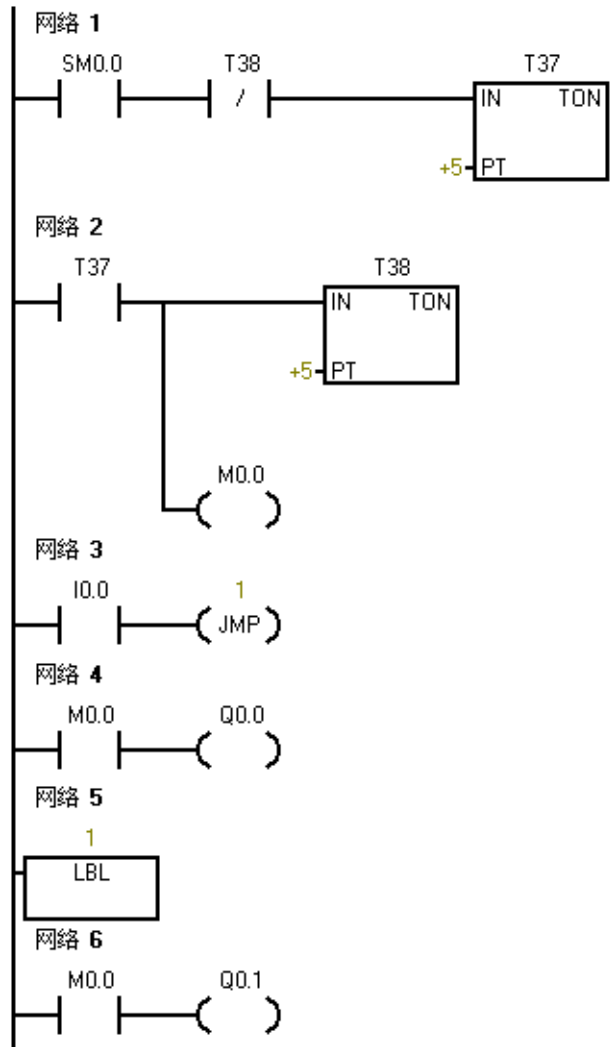 网络 1
SM0.0 T38 T37
/ IN TON
+5 PT
网络 2
T37 T38
IN TON
+5 PT
M0.0
网络 3
I0.0 1
JMP
网络 4
M0.0 Q0.0
网络 5
1
LBL
网络 6
M0.0 Q0.1